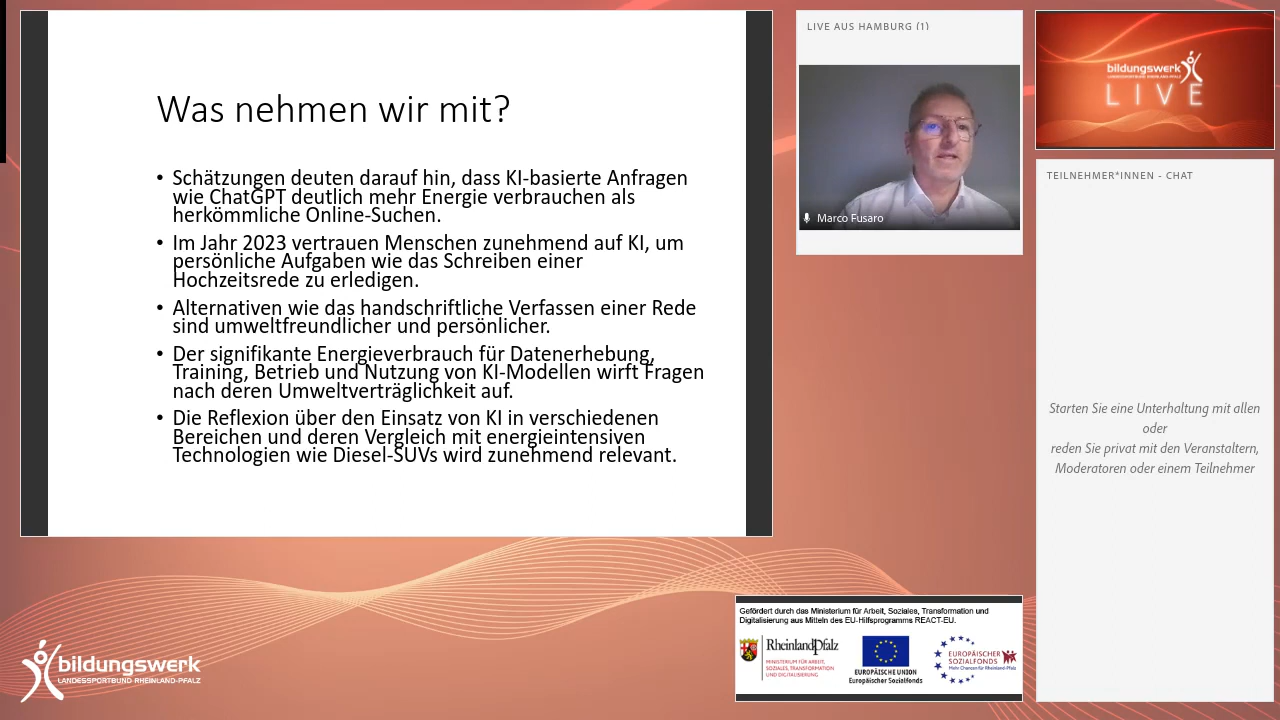 Was nehmen wir mit?
• Schätzungen deuten darauf hin, dass KI-basierte Anfragen
wie ChatGPT deutlich mehr Energie verbrauchen als
herkömmliche Online-Suchen.
• Im Jahr 2023 vertrauen Menschen zunehmend auf KI, um
persönliche Aufgaben wie das Schreiben einer
Hochzeitsrede zu erledigen.
• Alternativen wie das handschriftliche Verfassen einer Rede
sind umweltfreundlicher und persönlicher.
• Der signifikante Energieverbrauch für Datenerhebung,
Training, Betrieb und Nutzung von KI-Modellen wirft Fragen
nach deren Umweltverträglichkeit auf.
• Die Reflexion über den Einsatz von KI in verschiedenen
Bereichen und deren Vergleich mit energieintensiven
Technologien wie Diesel-SUVs wird zunehmend relevant.
LIVE AUS HAMBURG (1)
Marco Fusaro
bildungswerk
LANDESSPORTBUND RHEINLAND-PFALZ
LIVE
TEILNEHMER*INNEN - CHAT
Starten Sie eine Unterhaltung mit allen
oder
reden Sie privat mit den Veranstaltern,
Moderatoren oder einem Teilnehmer
Gefördert durch das Ministerium für Arbeit, Soziales, Transformation und
Digitalisierung aus Mitteln des EU-Hilfsprogramms REACT-EU.
RheinlandPfalz
MINISTERIUM FÜR ARBEIT,
SOZIALES, TRANSFORMATION
UND DIGITALISIERUNG
EUROPÄISCHE UNION
Europäischer Sozialfonds
EUROPÄISCHER
SOZIALFONDS
Mehr Chancen für Rheinland-Pfalz
bildungswerk
LANDESSPORTBUND RHEINLAND-PFALZ